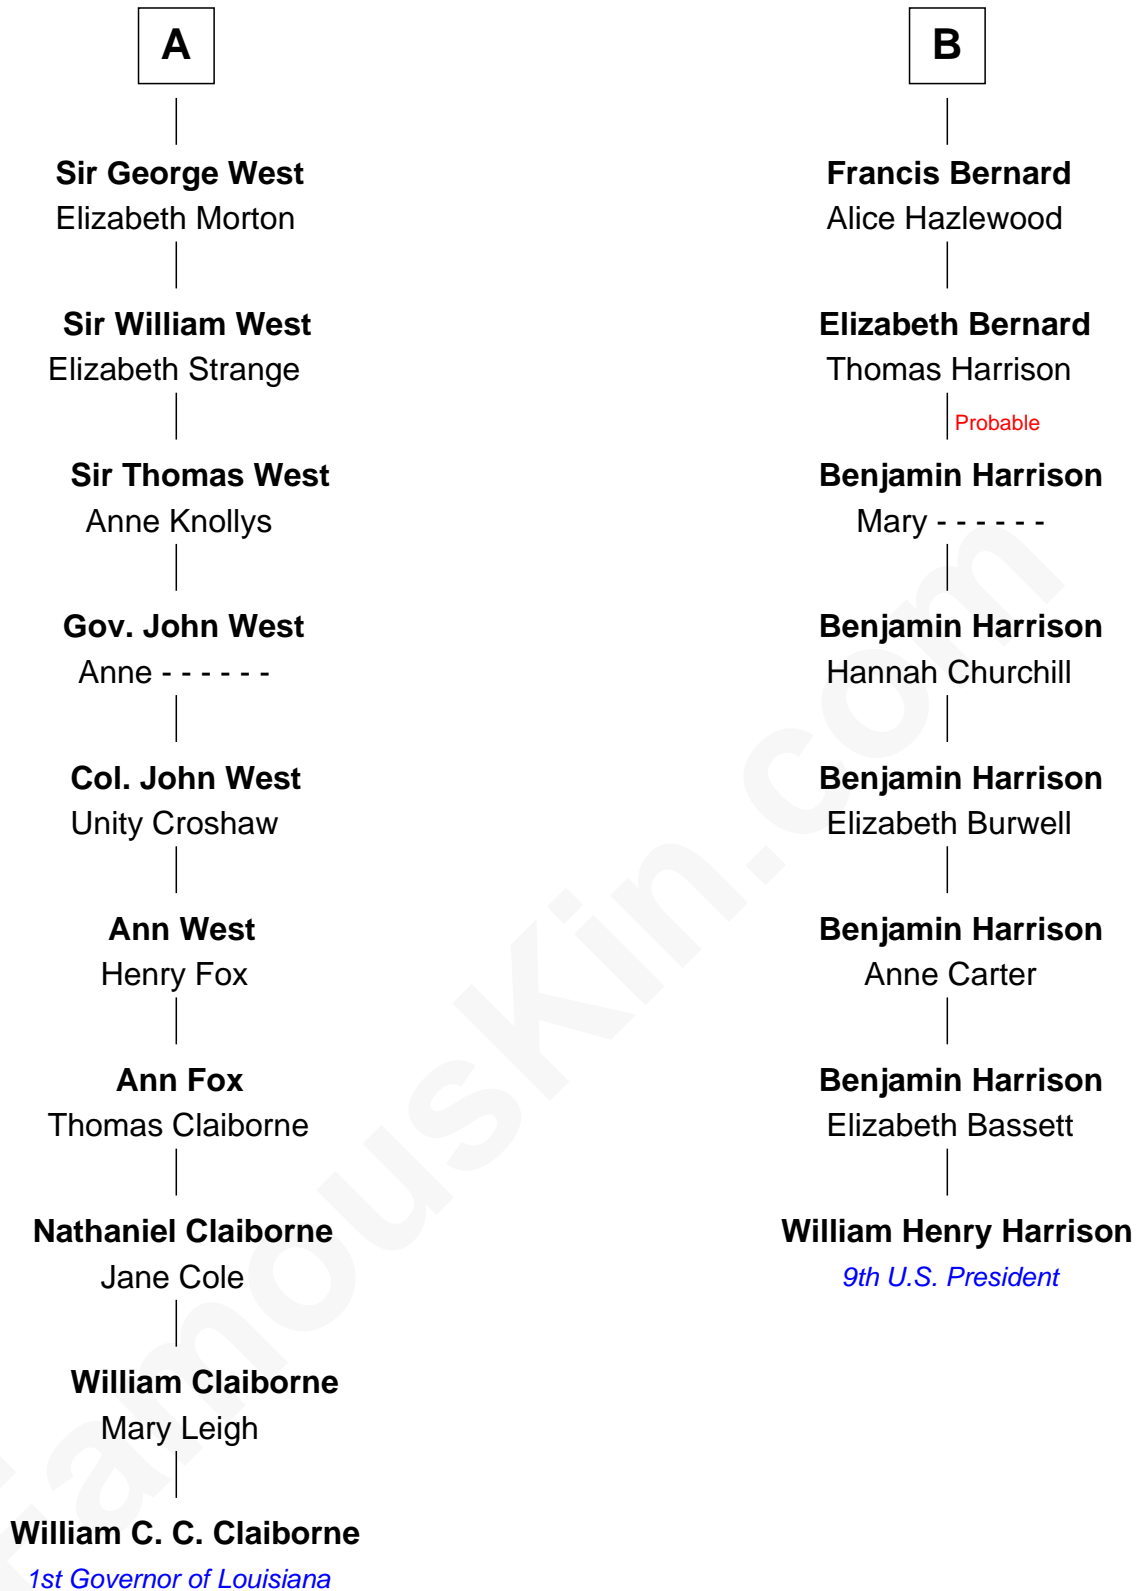 A
Sir George West
Elizabeth Morton
Sir William West
Elizabeth Strange
Sir Thomas West
Anne Knollys
Gov. John West
Anne - - - - - -
Col. John West
Unity Croshaw
Ann West
Henry Fox
Ann Fox
Thomas Claiborne
Nathaniel Claiborne
Jane Cole
William Claiborne
Mary Leigh
William C. C. Claiborne
1st Governor of Louisiana
B
Francis Bernard
Alice Hazlewood
Elizabeth Bernard
Thomas Harrison
Probable
Benjamin Harrison
Mary - - - - - -
Benjamin Harrison
Hannah Churchill
Benjamin Harrison
Elizabeth Burwell
Benjamin Harrison
Anne Carter
Benjamin Harrison
Elizabeth Bassett
William Henry Harrison
9th U.S. President
FamousKin.com